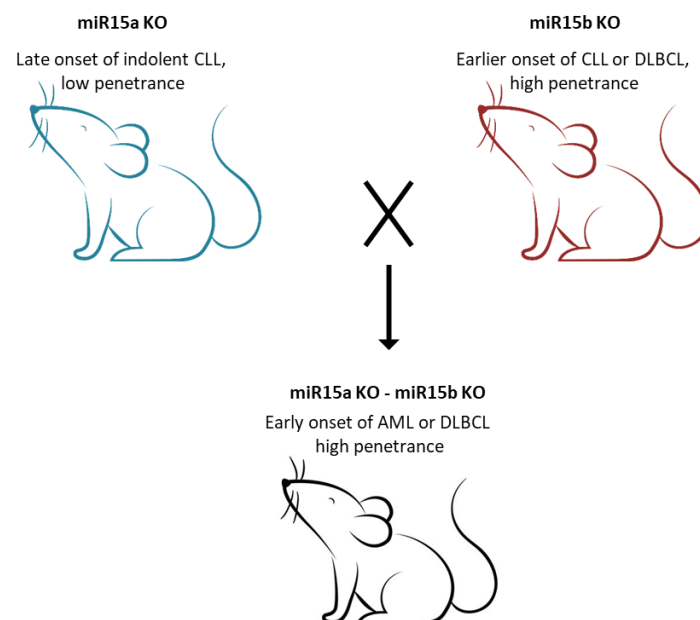 miR15a KO
Late onset of indolent CLL,
low penetrance
miR15b KO
Earlier onset of CLL or DLBCL,
high penetrance
miR15a KO - miR15b KO
Early onset of AML or DLBCL
high penetrance